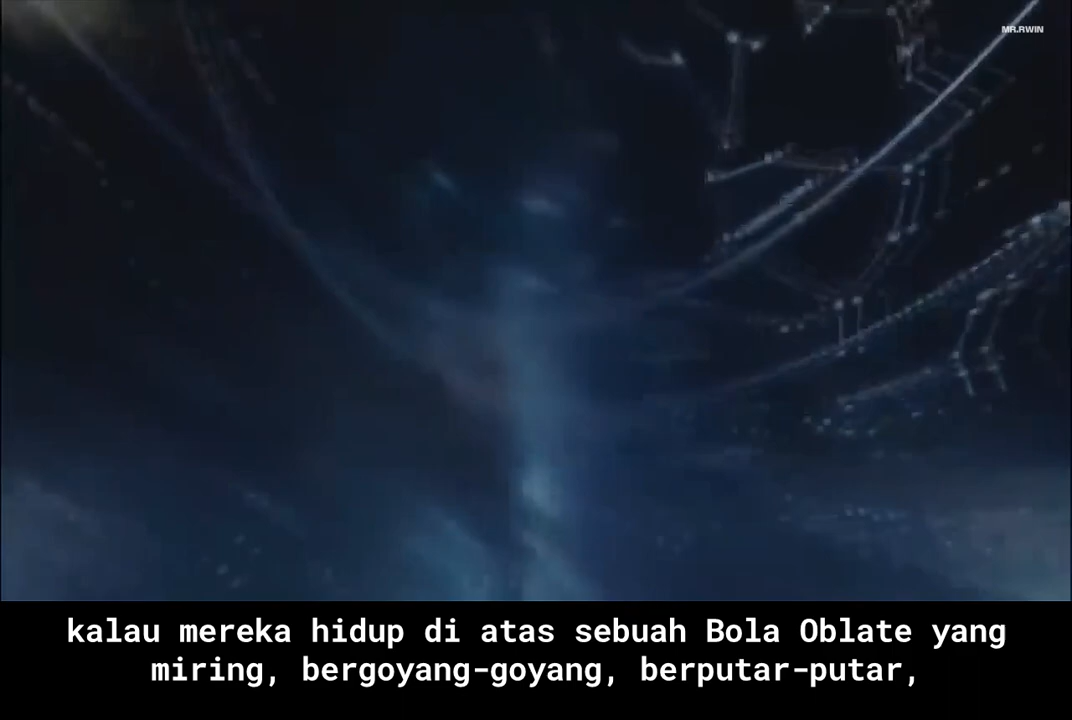 MR.RWIN
kalau mereka hidup di atas sebuah Bola Oblate yang
miring, bergoyang-goyang, berputar-putar,